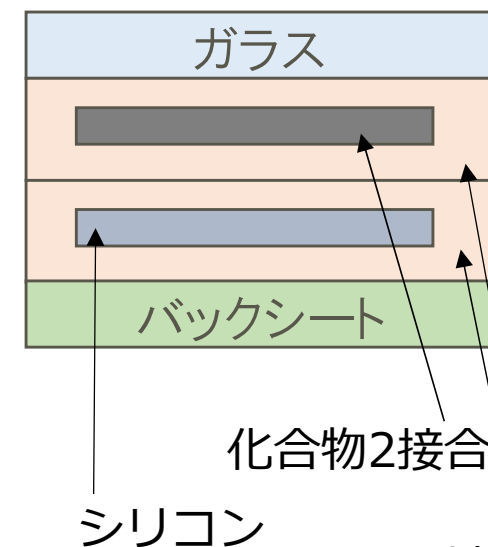 ガラス
バックシート
化合物2接合
シリコン